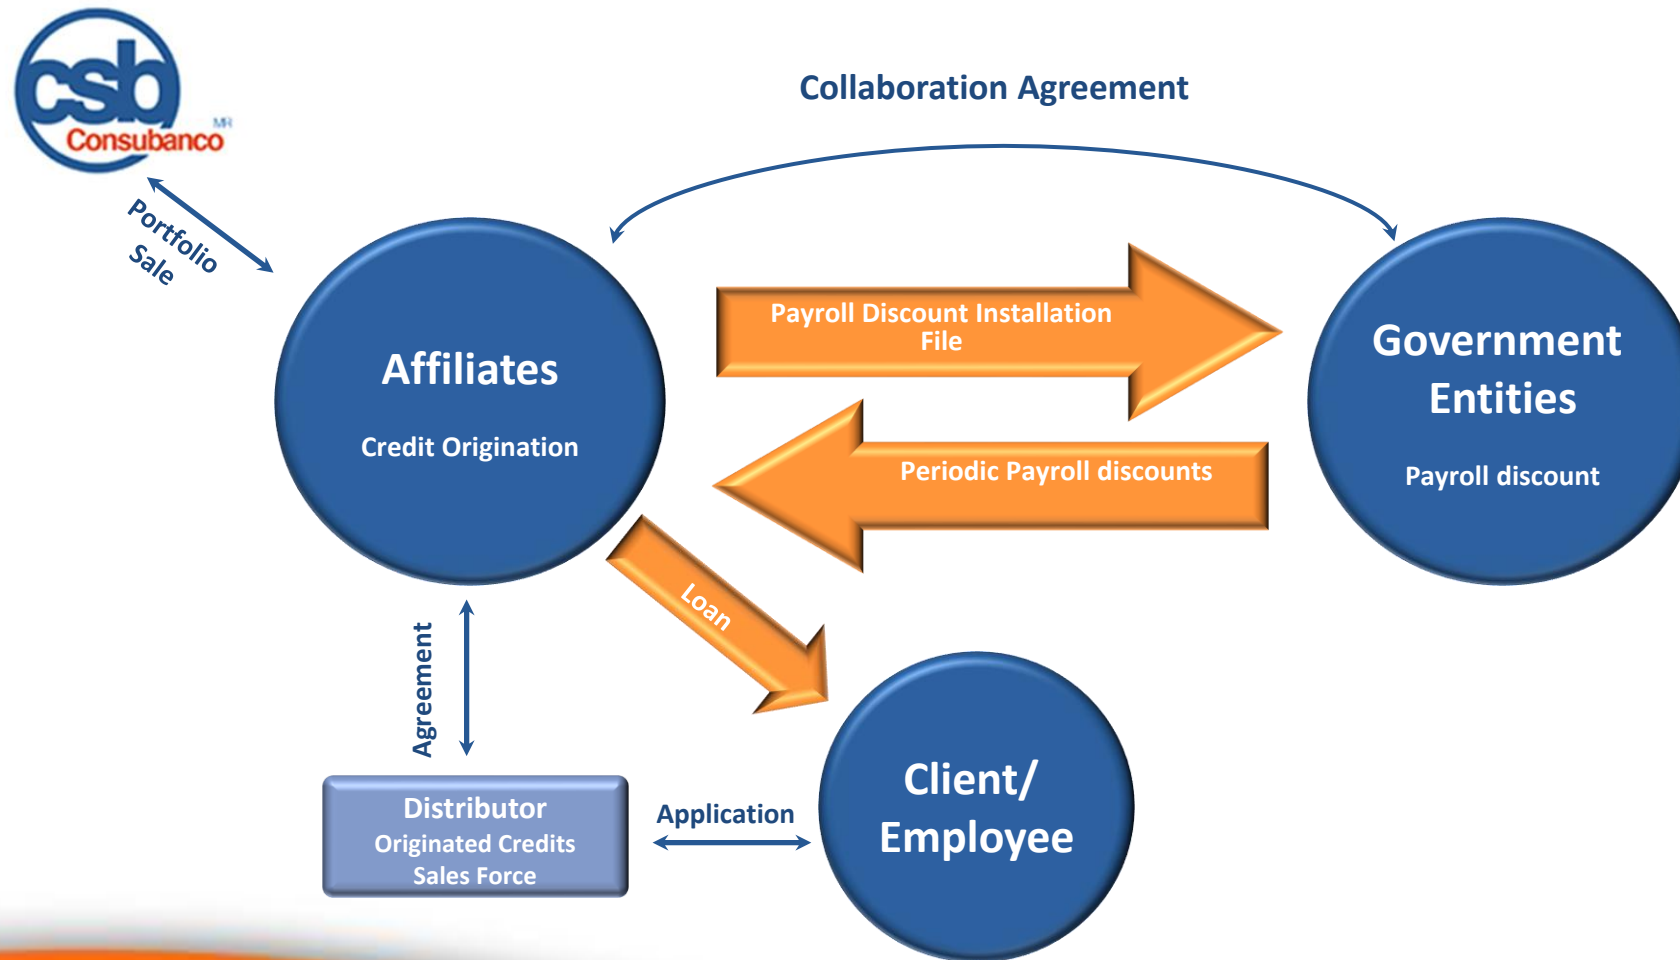 csb
MR
Consubanco
Collaboration Agreement
Portfolio
Sale
Payroll Discount Installation
File
Affiliates
Credit Origination
Government
Entities
Payroll discount
Periodic Payroll discounts
Loan
Agreement
Distributor
Originated Credits
Sales Force
Application
Client/
Employee